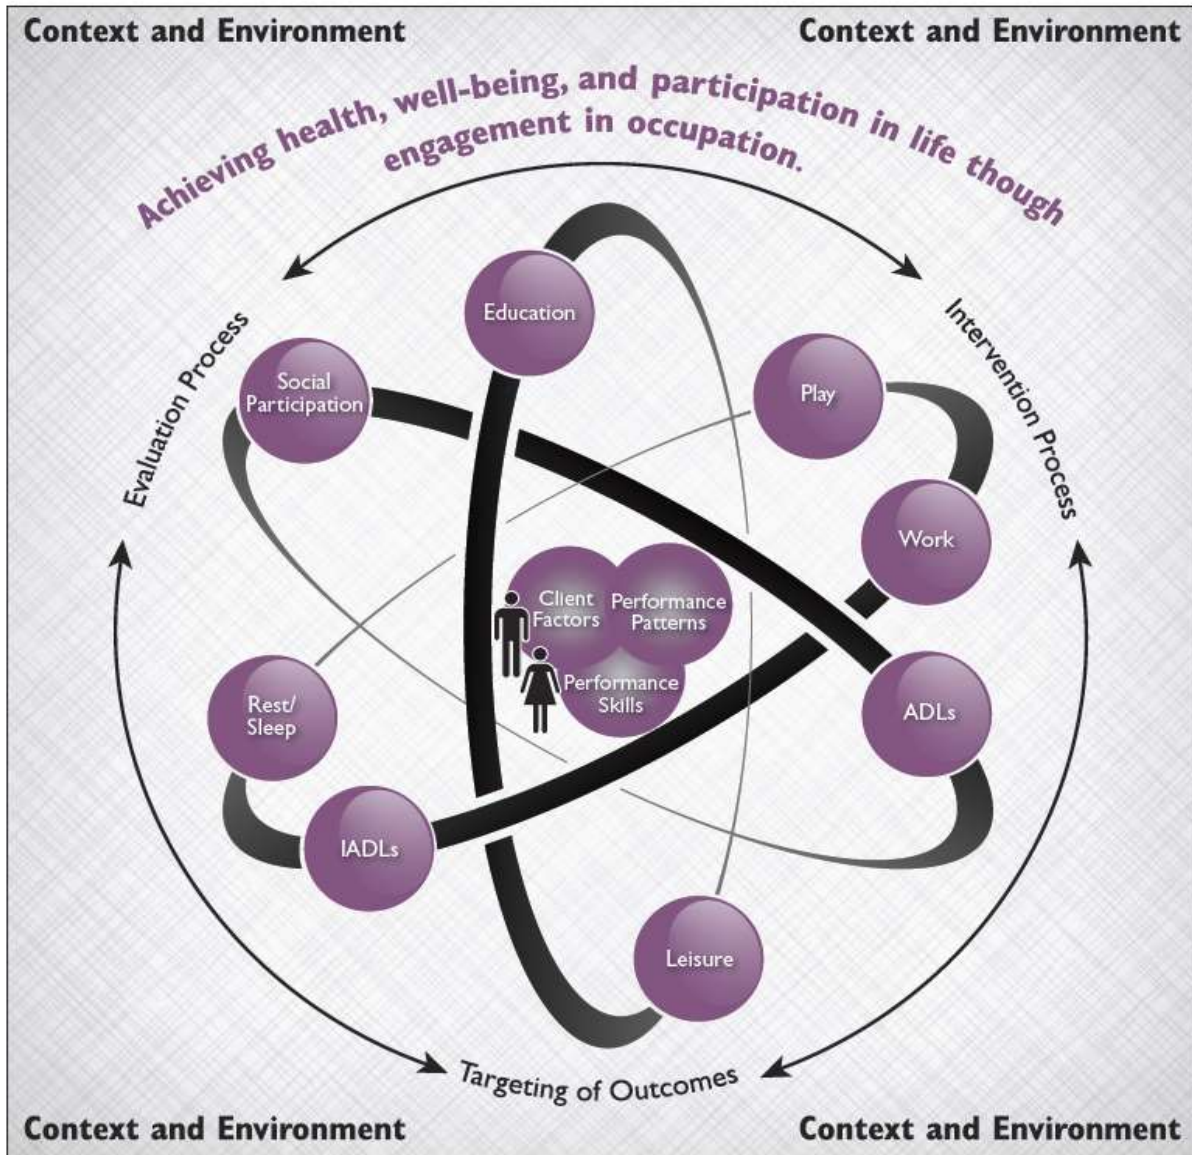 Context and Environment
Context and Environment
Achieving health, well-being, and participation in life though
engagement in occupation.
Evaluation Process
Intervention Process
Education
Social
Participation
Play
Work
Client
Factors
Performance
Patterns
Performance
Skills
Rest/
Sleep
ADLs
IADLs
Leisure
Targeting of Outcomes
Context and Environment
Context and Environment